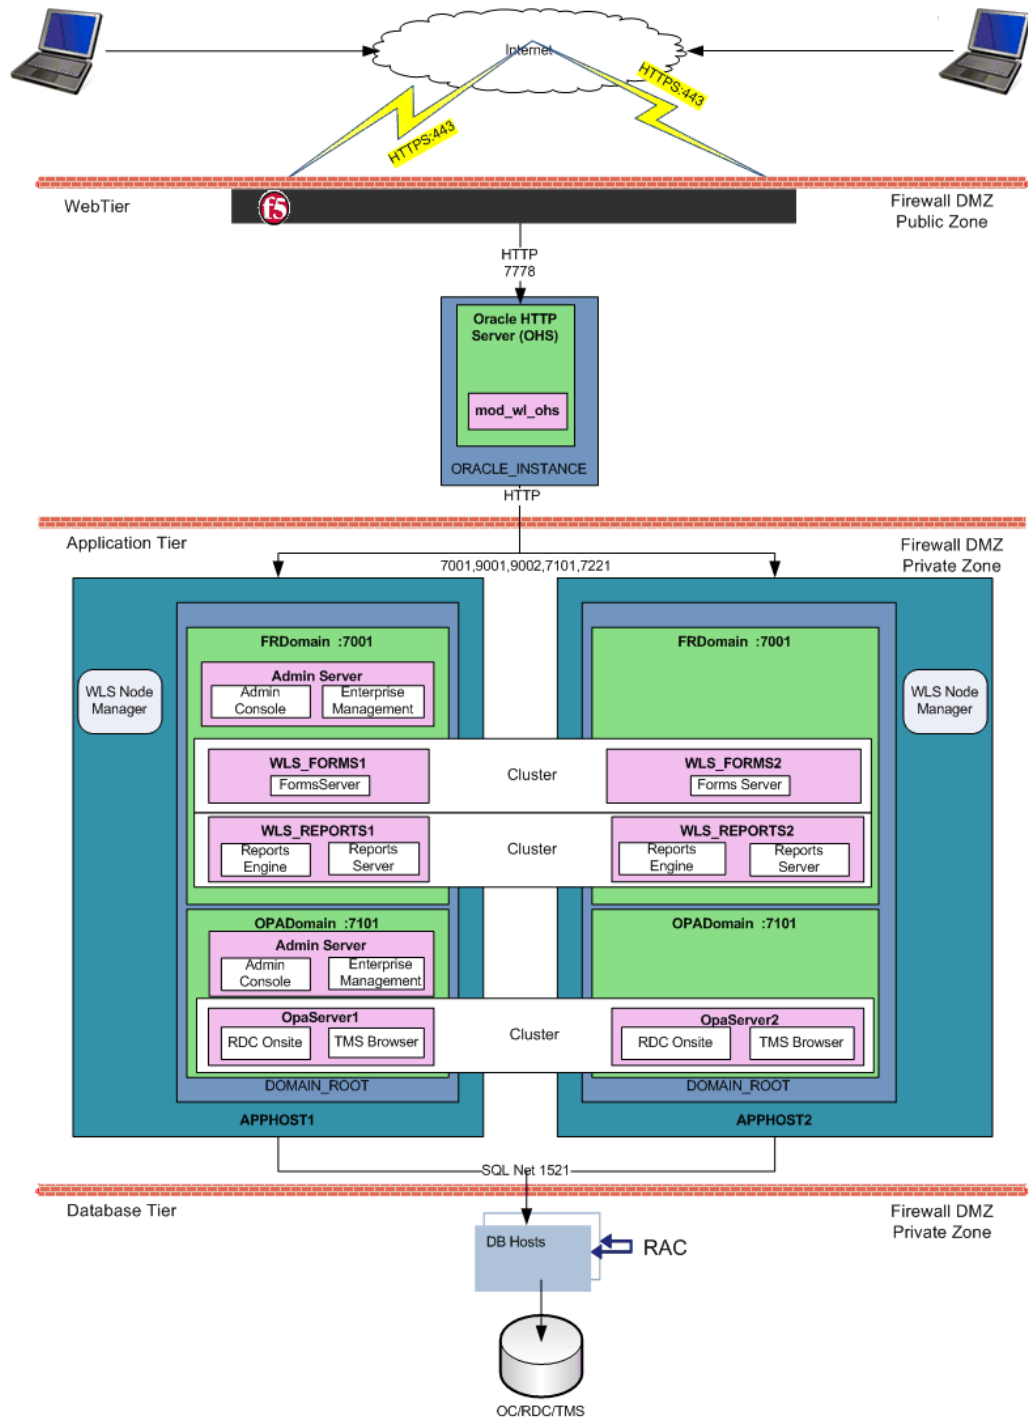 Internet
HTTPS:443
HTTPS:443
WebTier
f5
Firewall DMZ
Public Zone
HTTP
7778
Oracle HTTP
Server (OHS)
mod_wl_ohs
ORACLE_INSTANCE
HTTP
Application Tier
Firewall DMZ
Private Zone
7001,9001,9002,7101,7221
FRDomain :7001
Admin Server
Admin
Console
Enterprise
Management
WLS Node
Manager
FRDomain :7001
WLS Node
Manager
WLS_FORMS1
FormsServer
Cluster
WLS_FORMS2
Forms Server
WLS_REPORTS1
Reports
Engine
Reports
Server
Cluster
WLS_REPORTS2
Reports
Engine
Reports
Server
OPADomain :7101
Admin Server
Admin
Console
Enterprise
Management
OPADomain :7101
OpaServer1
RDC Onsite
TMS Browser
Cluster
OpaServer2
RDC Onsite
TMS Browser
DOMAIN_ROOT
DOMAIN_ROOT
APPHOST1
APPHOST2
SQL Net 1521
Database Tier
Firewall DMZ
Private Zone
DB Hosts
RAC
OC/RDC/TMS